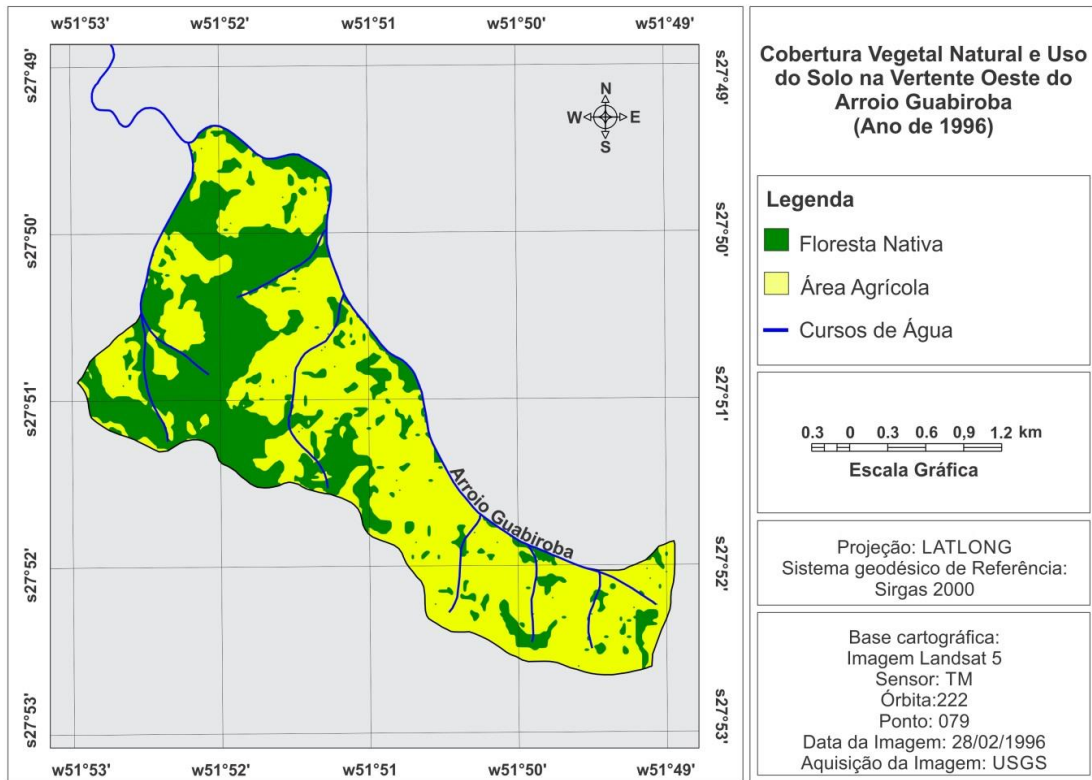 w51°53' w51°52' w51°51' w51°50' w51°49'
s27°49' s27°49'
N
W E
S
s27°50' s27°50'
s27°51' s27°51'
Arroio Guabiroba
s27°52' s27°52'
s27°53' s27°53'
w51°53' w51°52' w51°51' w51°50' w51°49'
Cobertura Vegetal Natural e Uso
do Solo na Vertente Oeste do
Arroio Guabiroba
(Ano de 1996)
Legenda
Floresta Nativa
Área Agrícola
Cursos de Água
0.3 0 0.3 0.6 0,9 1.2 km
Escala Gráfica
Projeção: LATLONG
Sistema geodésico de Referência:
Sirgas 2000
Base cartográfica:
Imagem Landsat 5
Sensor: TM
Órbita:222
Ponto: 079
Data da Imagem: 28/02/1996
Aquisição da Imagem: USGS